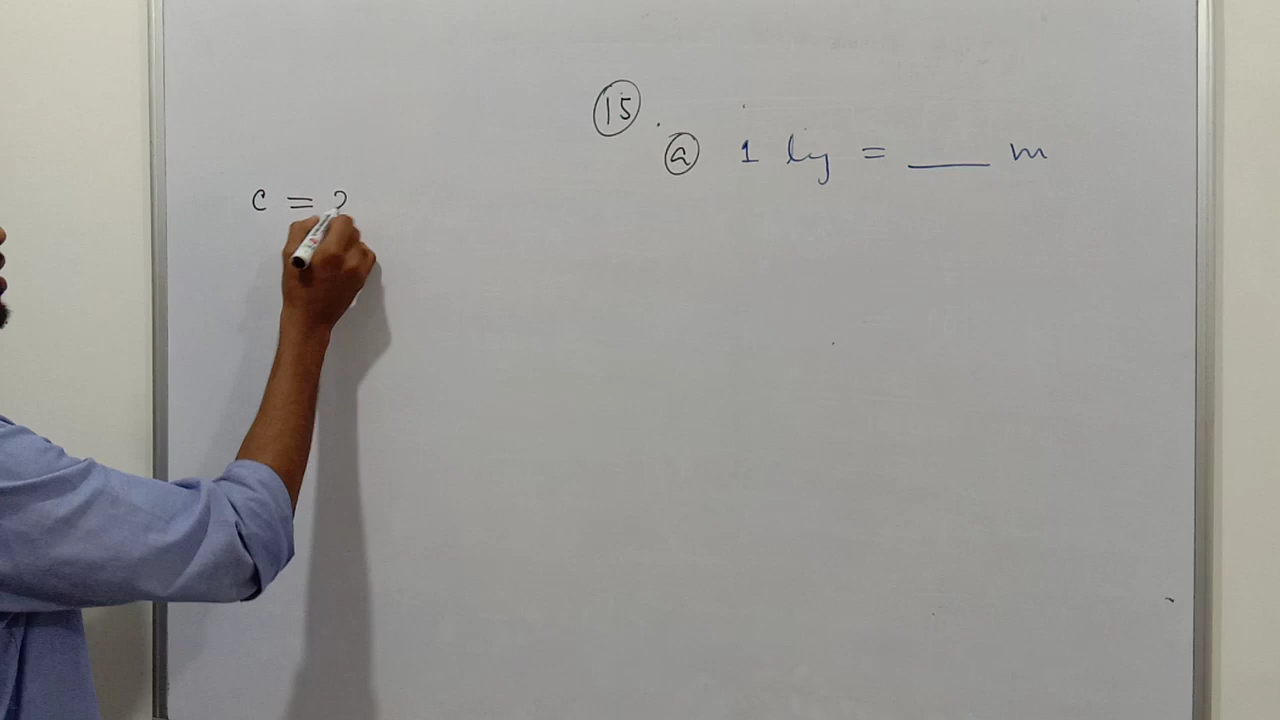 15
a 1 ly = ___ m
c =